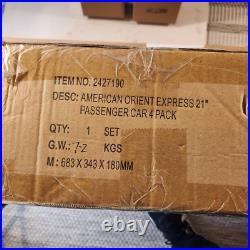 ITEM NO. 2427190
DESC: AMERICAN ORIENT EXPRESS 21"
PASSENGER CAR 4 PACK
QTY: 1 SET
G.W.: 7.2 KGS
M : 683 X 343 X 180MM